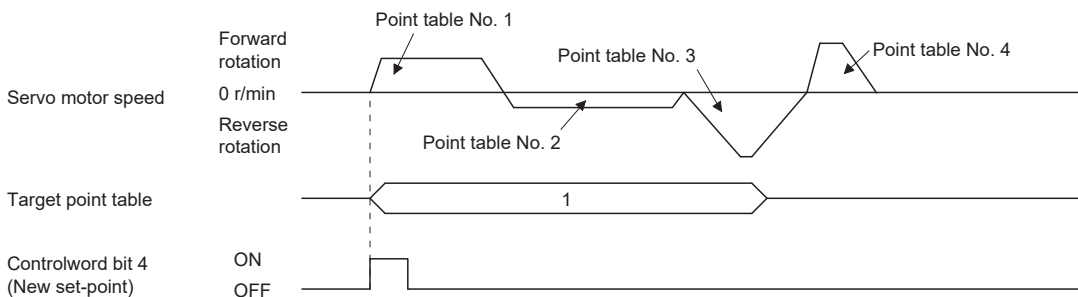 Point table No. 1
Forward
rotation
Point table No. 3
Point table No. 4
Servo motor speed
0 r/min
Reverse
rotation
Point table No. 2
Target point table
1
Controlword bit 4
(New set-point)
ON
OFF